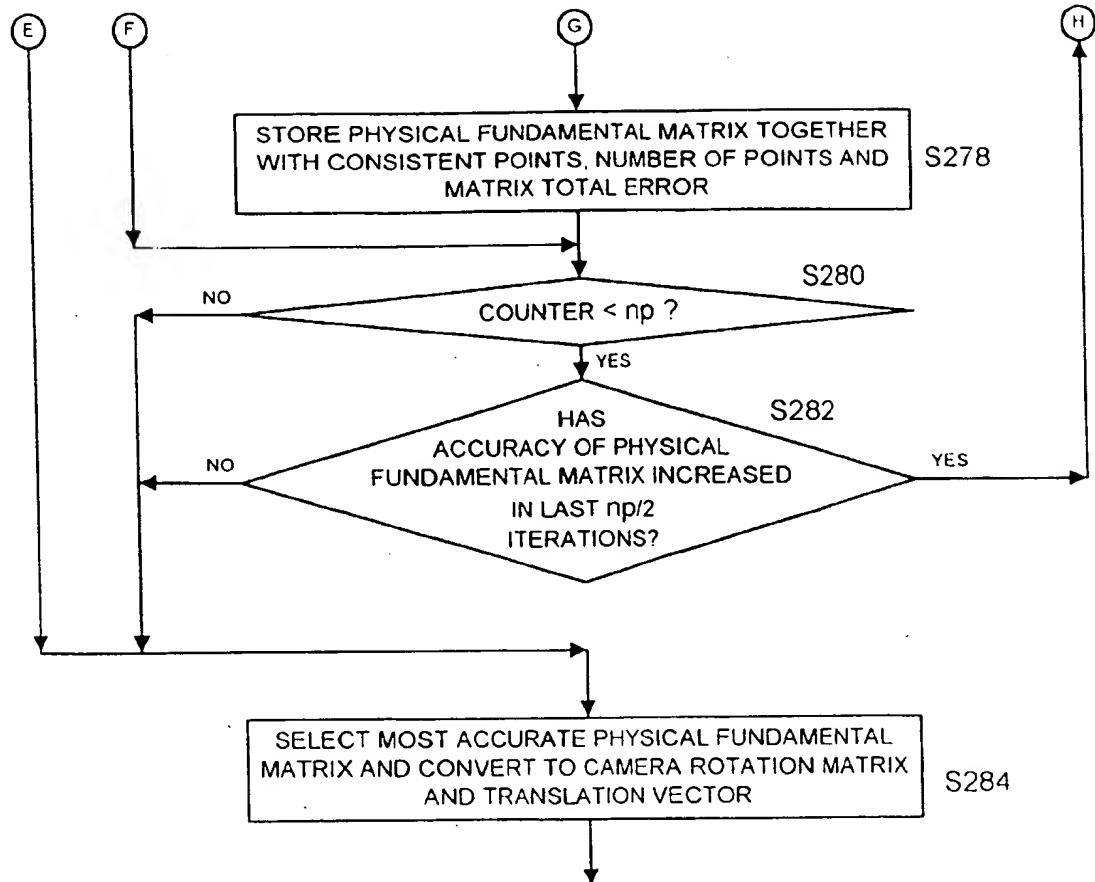 E
F
G
H
STORE PHYSICAL FUNDAMENTAL MATRIX TOGETHER
WITH CONSISTENT POINTS, NUMBER OF POINTS AND
MATRIX TOTAL ERROR
S278
S280
NO
COUNTER < np ?
YES
S282
HAS
ACCURACY OF PHYSICAL
FUNDAMENTAL MATRIX INCREASED
IN LAST np/2
ITERATIONS?
NO
YES
SELECT MOST ACCURATE PHYSICAL FUNDAMENTAL
MATRIX AND CONVERT TO CAMERA ROTATION MATRIX
AND TRANSLATION VECTOR
S284